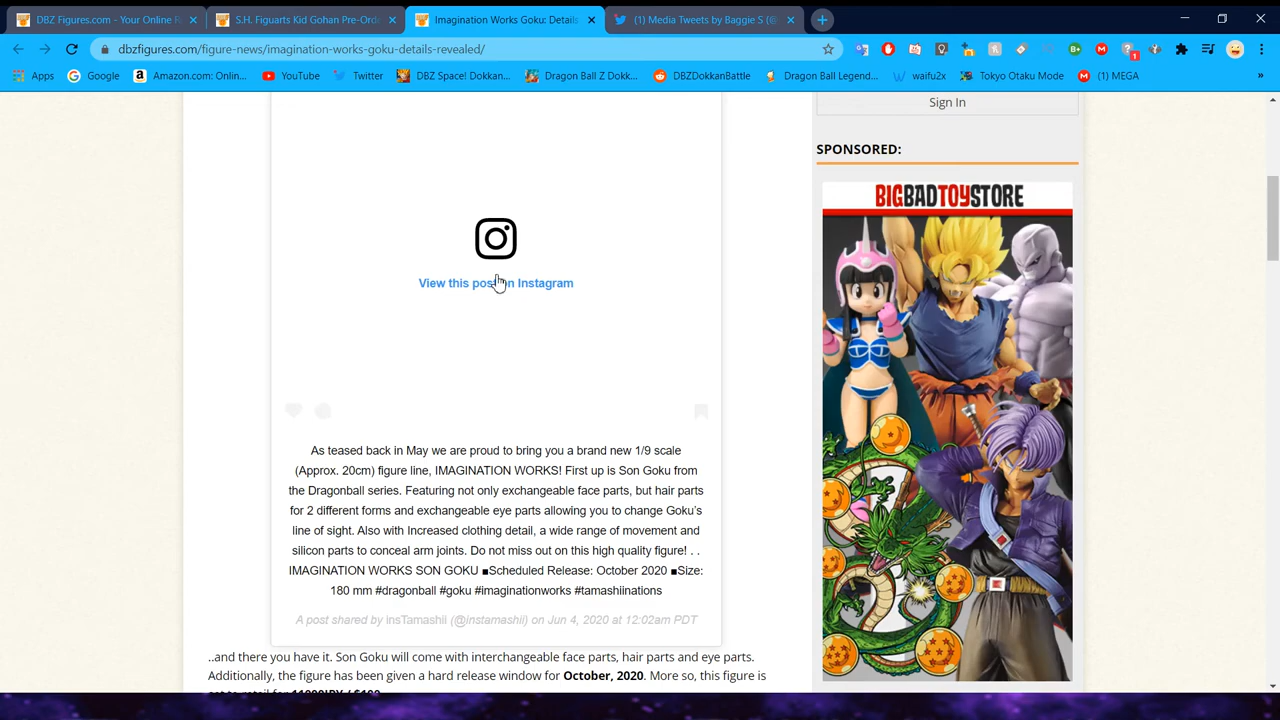 DBZ Figures.com - Your Online R
S.H. Figuarts Kid Gohan Pre-Orde
Imagination Works Goku: Details
(1) Media Tweets by Baggie S (@
dbzfigures.com/figure-news/imagination-works-goku-details-revealed/
Apps
Google
Amazon.com: Onlin...
YouTube
Twitter
DBZ Space! Dokkan...
Dragon Ball Z Dokk...
DBZDokkanBattle
Dragon Ball Legend...
waifu2x
Tokyo Otaku Mode
(1) MEGA
»
Sign In
SPONSORED:
BIGBADTOYSTORE
View this post on Instagram
As teased back in May we are proud to bring you a brand new 1/9 scale
(Approx. 20cm) figure line, IMAGINATION WORKS! First up is Son Goku from
the Dragonball series. Featuring not only exchangeable face parts, but hair parts
for 2 different forms and exchangeable eye parts allowing you to change Goku's
line of sight. Also with Increased clothing detail, a wide range of movement and
silicon parts to conceal arm joints. Do not miss out on this high quality figure! . .
IMAGINATION WORKS SON GOKU ■Scheduled Release: October 2020 ■Size:
180 mm #dragonball #goku #imaginationworks #tamashiinations
A post shared by insTamashii (@instamashii) on Jun 4, 2020 at 12:02am PDT
..and there you have it. Son Goku will come with interchangeable face parts, hair parts and eye parts.
Additionally, the figure has been given a hard release window for October, 2020. More so, this figure is
set to retail for 11000JPY / $100